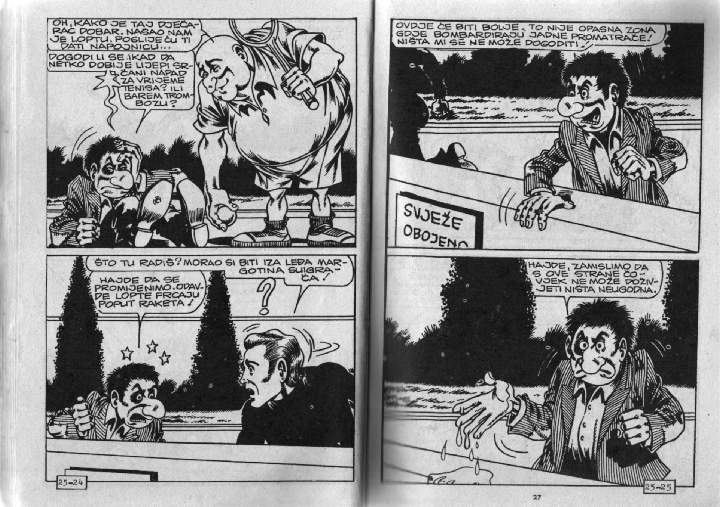 OH, KAKO JE TAJ DJEČA-
RAC DOBAR. NAŠAO NAM
JE LOPTU. POSLIJE ĆU TI
DATI NAPOJNICU...
DOGODI LI SE IKAD DA
NETKO DOBIJE LIJEPI SR-
ČANI NAPAD
ZA VRIJEME
TENISA? ILI
BAREM TROM-
BOZU?
ŠTO TU RADIŠ? MORAO SI BITI IZA LEĐA MAR-
GOTINA SUIGRA-
ČA!
HAJDE DA SE
PROMIJENIMO. ODAV-
DE LOPTE PRCAJU
POPUT RAKETA!
?
25-24
OVDJE ĆE BITI BOLJE, TO NIJE OPASNA ZONA
GDJE BOMBARDIRAJU JADNE PROMATRAČE!
NIŠTA MI SE NE MOŽE DOGODITI!
SVJEŽE
OBOJENO
HAJDE, ZAMISLIMO DA
S OVE STRANE ČO-
VJEK NE MOŽE DOŽIV-
JETI NIŠTA NEUGODNA.
27
25-25